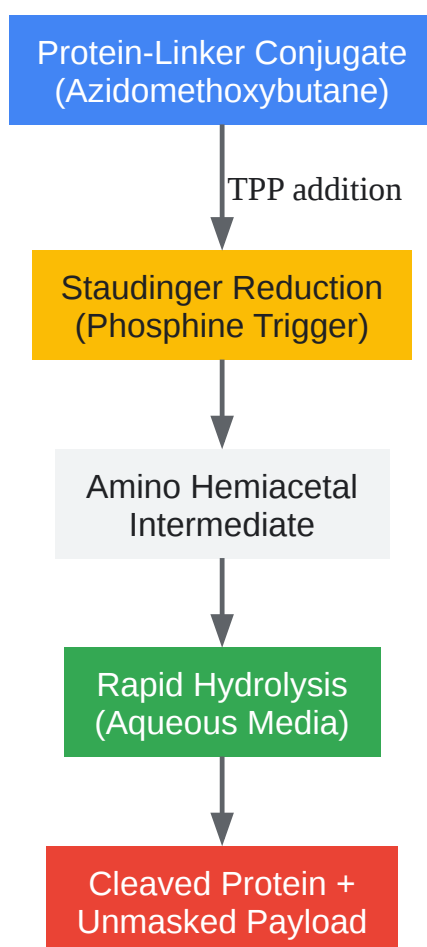 Protein-Linker Conjugate
(Azidomethoxybutane)
TPP addition
Staudinger Reduction
(Phosphine Trigger)
Amino Hemiacetal
Intermediate
Rapid Hydrolysis
(Aqueous Media)
Cleaved Protein +
Unmasked Payload